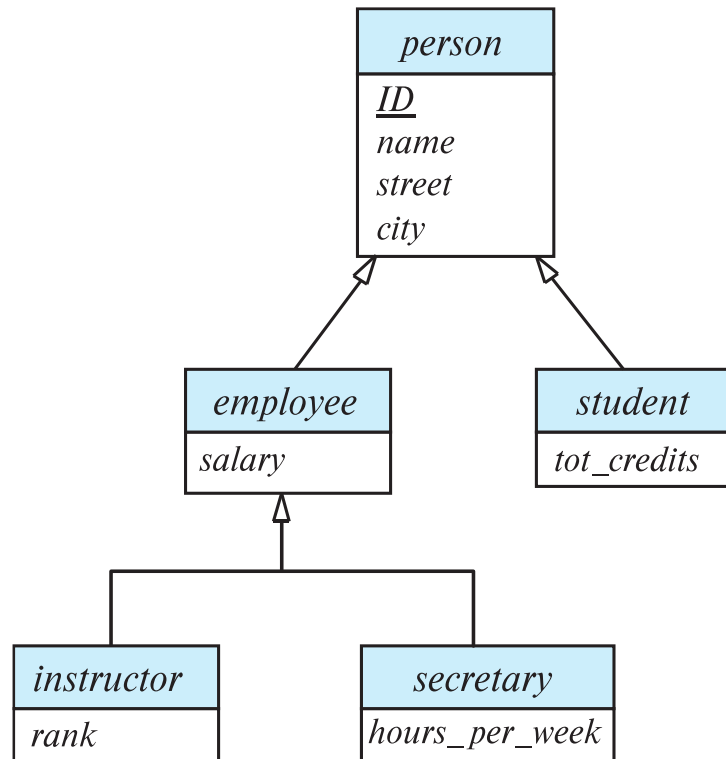 person
ID
name
street
city
employee
salary
student
tot_credits
instructor
rank
secretary
hours_per_week